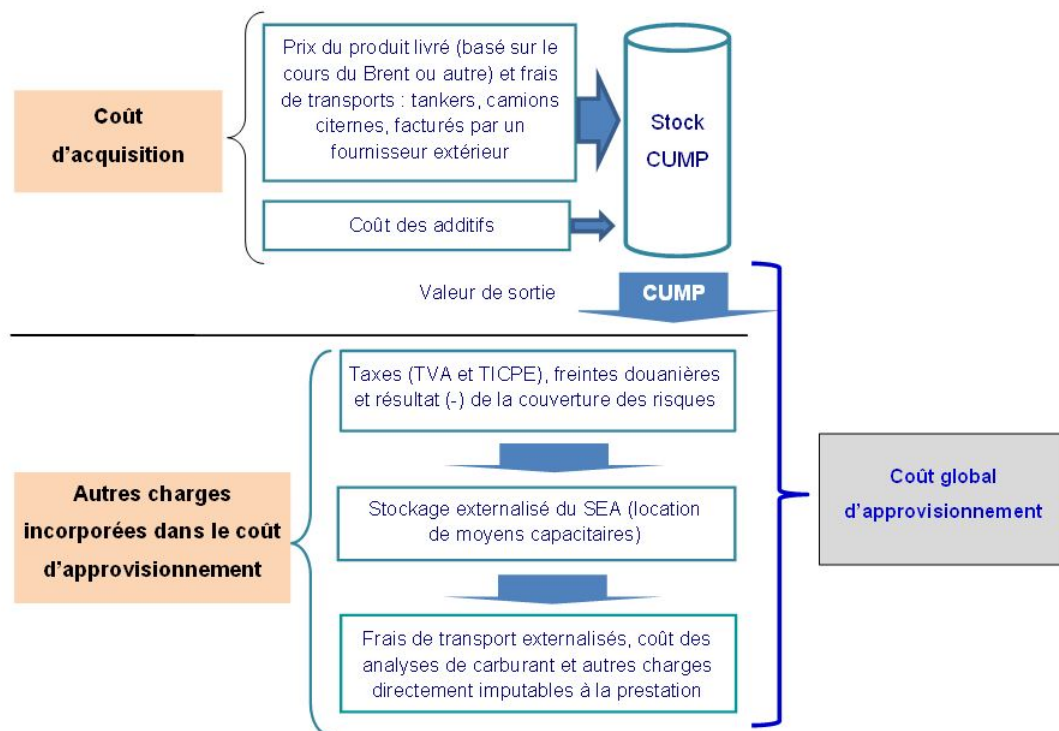 Coût
d’acquisition
Prix du produit livré (basé sur le
cours du Brent ou autre) et frais
de transports : tankers, camions
citernes, facturés par un
fournisseur extérieur
Coût des additifs
Stock
CUMP
Valeur de sortie
CUMP
Autres charges
incorporées dans le coût
d’approvisionnement
Taxes (TVA et TICPE), freintes douanières
et résultat (-) de la couverture des risques
Stockage externalisé du SEA (location
de moyens capacitaires)
Frais de transport externalisés, coût des
analyses de carburant et autres charges
directement imputables à la prestation
Coût global
d’approvisionnement